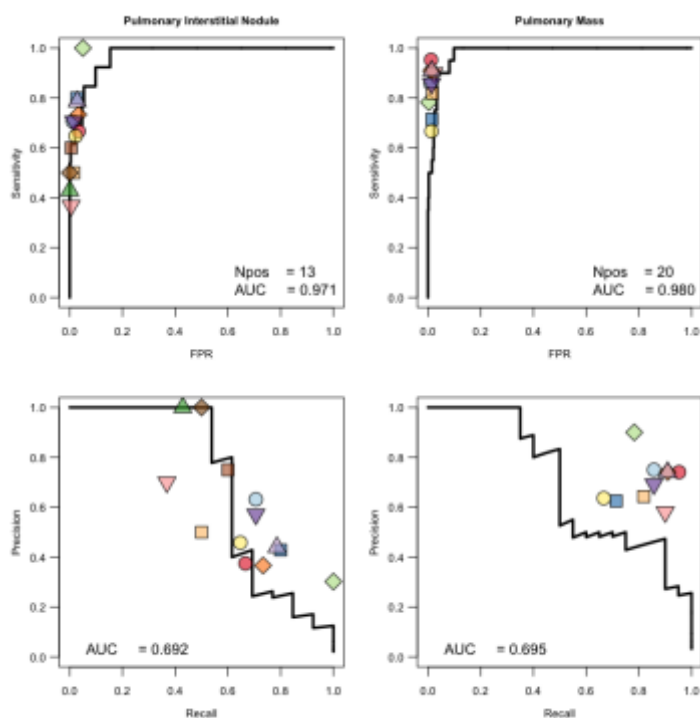 Pulmonary Interstitial Nodule
Pulmonary Mass
1.0
0.8
0.6
0.4
0.2
0.0
Sensitivity
Npos = 13
AUC = 0.971
0.0 0.2 0.4 0.6 0.8 1.0
FPR
1.0
0.8
0.6
0.4
0.2
0.0
Sensitivity
Npos = 20
AUC = 0.980
0.0 0.2 0.4 0.6 0.8 1.0
FPR
1.0
0.8
0.6
0.4
0.2
0.0
Precision
AUC = 0.692
0.0 0.2 0.4 0.6 0.8 1.0
Recall
1.0
0.8
0.6
0.4
0.2
0.0
Precision
AUC = 0.695
0.0 0.2 0.4 0.6 0.8 1.0
Recall